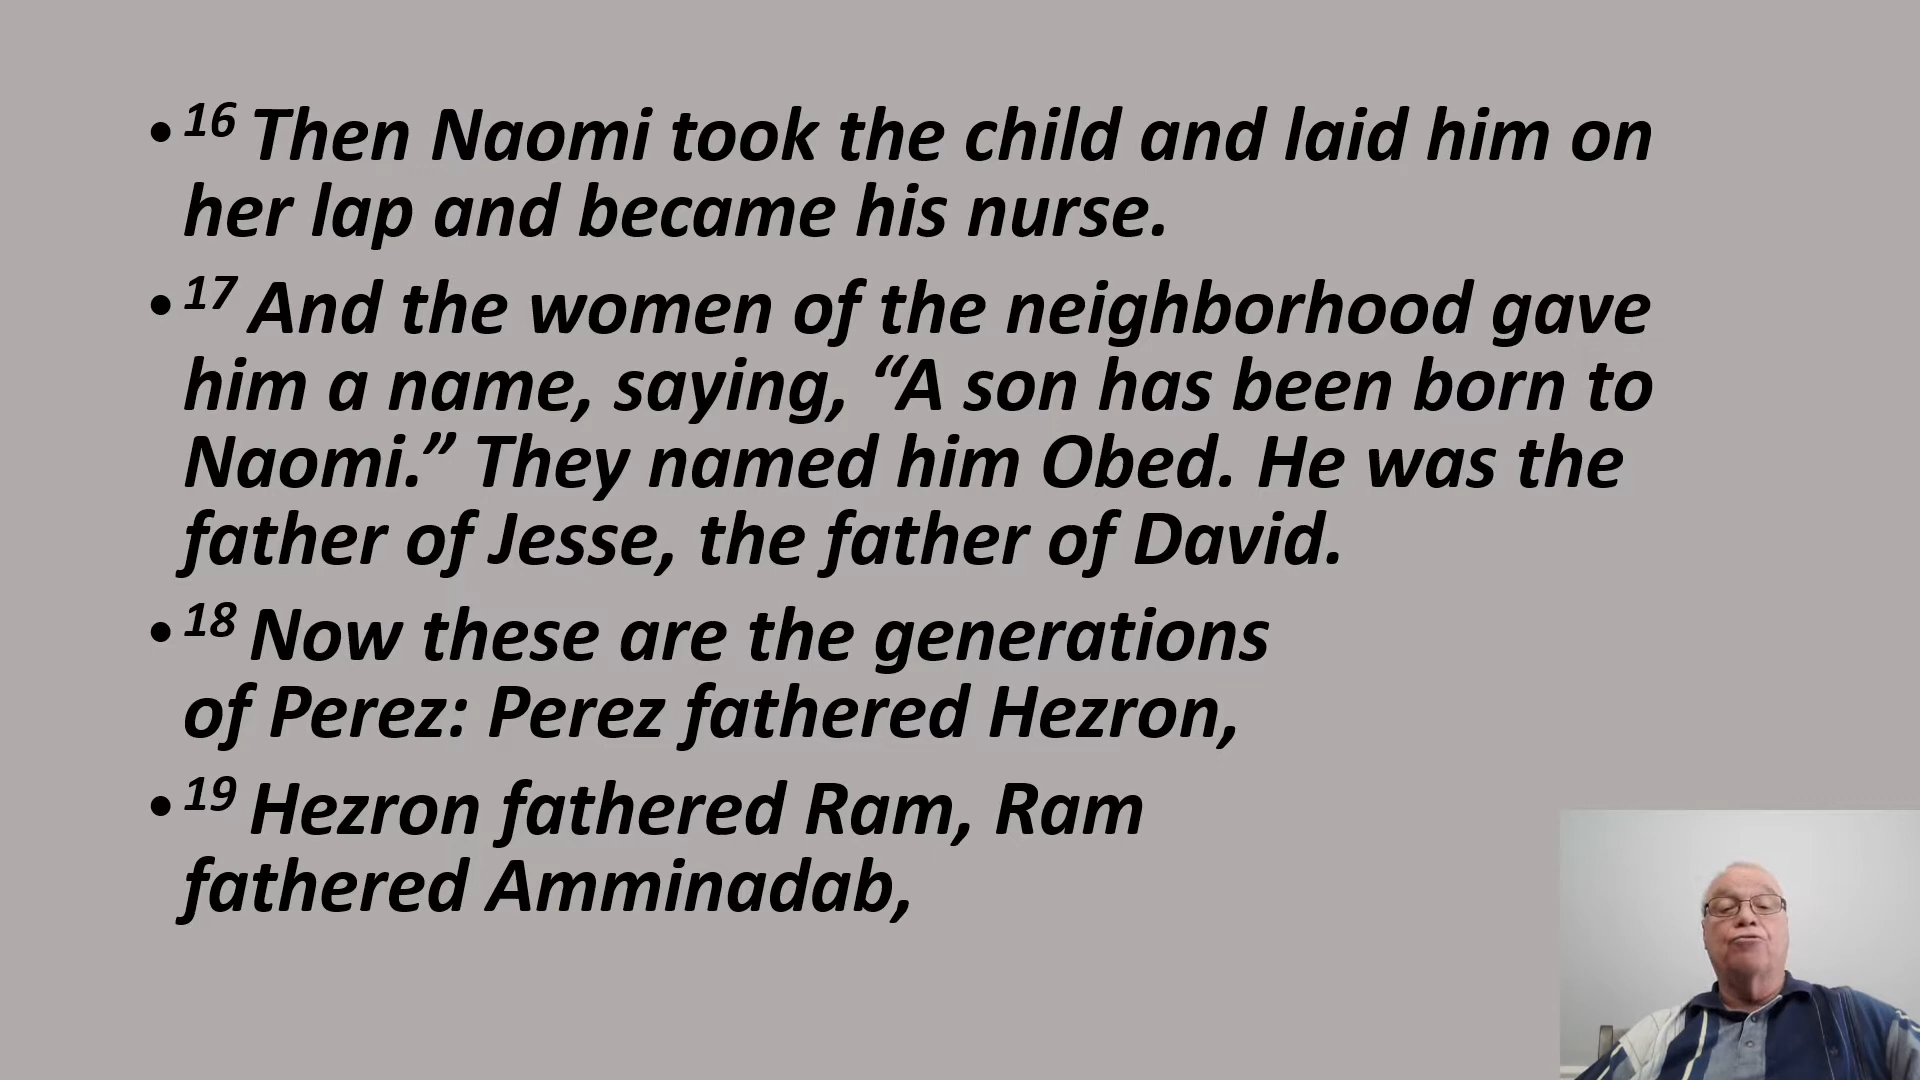 • 16 Then Naomi took the child and laid him on
her lap and became his nurse.
• 17 And the women of the neighborhood gave
him a name, saying, “A son has been born to
Naomi.” They named him Obed. He was the
father of Jesse, the father of David.
• 18 Now these are the generations
of Perez: Perez fathered Hezron,
• 19 Hezron fathered Ram, Ram
fathered Amminadab,